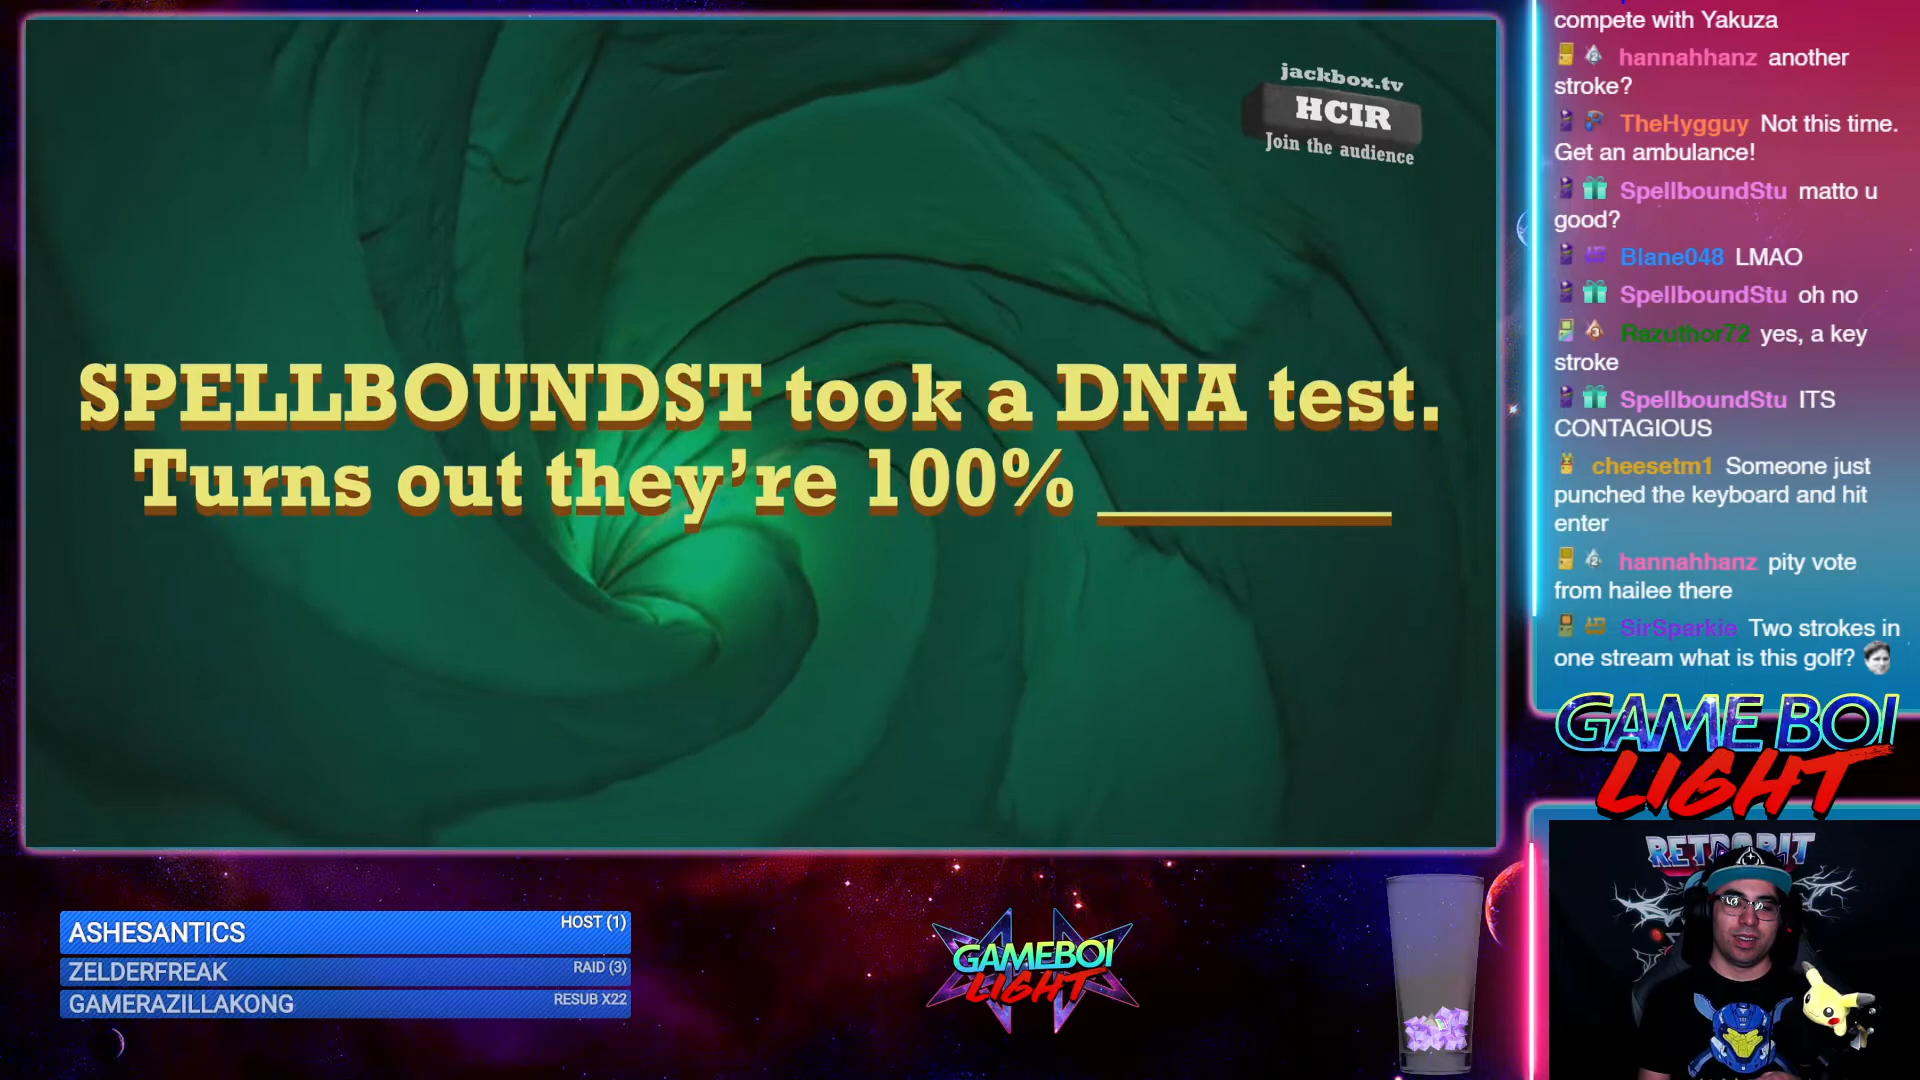 jackbox.tv
HCIR
Join the audience
SPELLBOUNDST took a DNA test.
Turns out they’re 100% ________
compete with Yakuza
hannahhanz another
stroke?
TheHygguy Not this time.
Get an ambulance!
SpellboundStu matto u
good?
Blane048 LMAO
SpellboundStu oh no
Razuthor72 yes, a key
stroke
SpellboundStu ITS
CONTAGIOUS
cheesetm1 Someone just
punched the keyboard and hit
enter
hannahhanz pity vote
from hailee there
SirSparkie Two strokes in
one stream what is this golf?
GAME BOI
LIGHT
RETROBIT
ASHESANTICS HOST (1)
ZELDERFREAK RAID (3)
GAMERAZILLAKONG RESUB X22
GAMEBOI
LIGHT